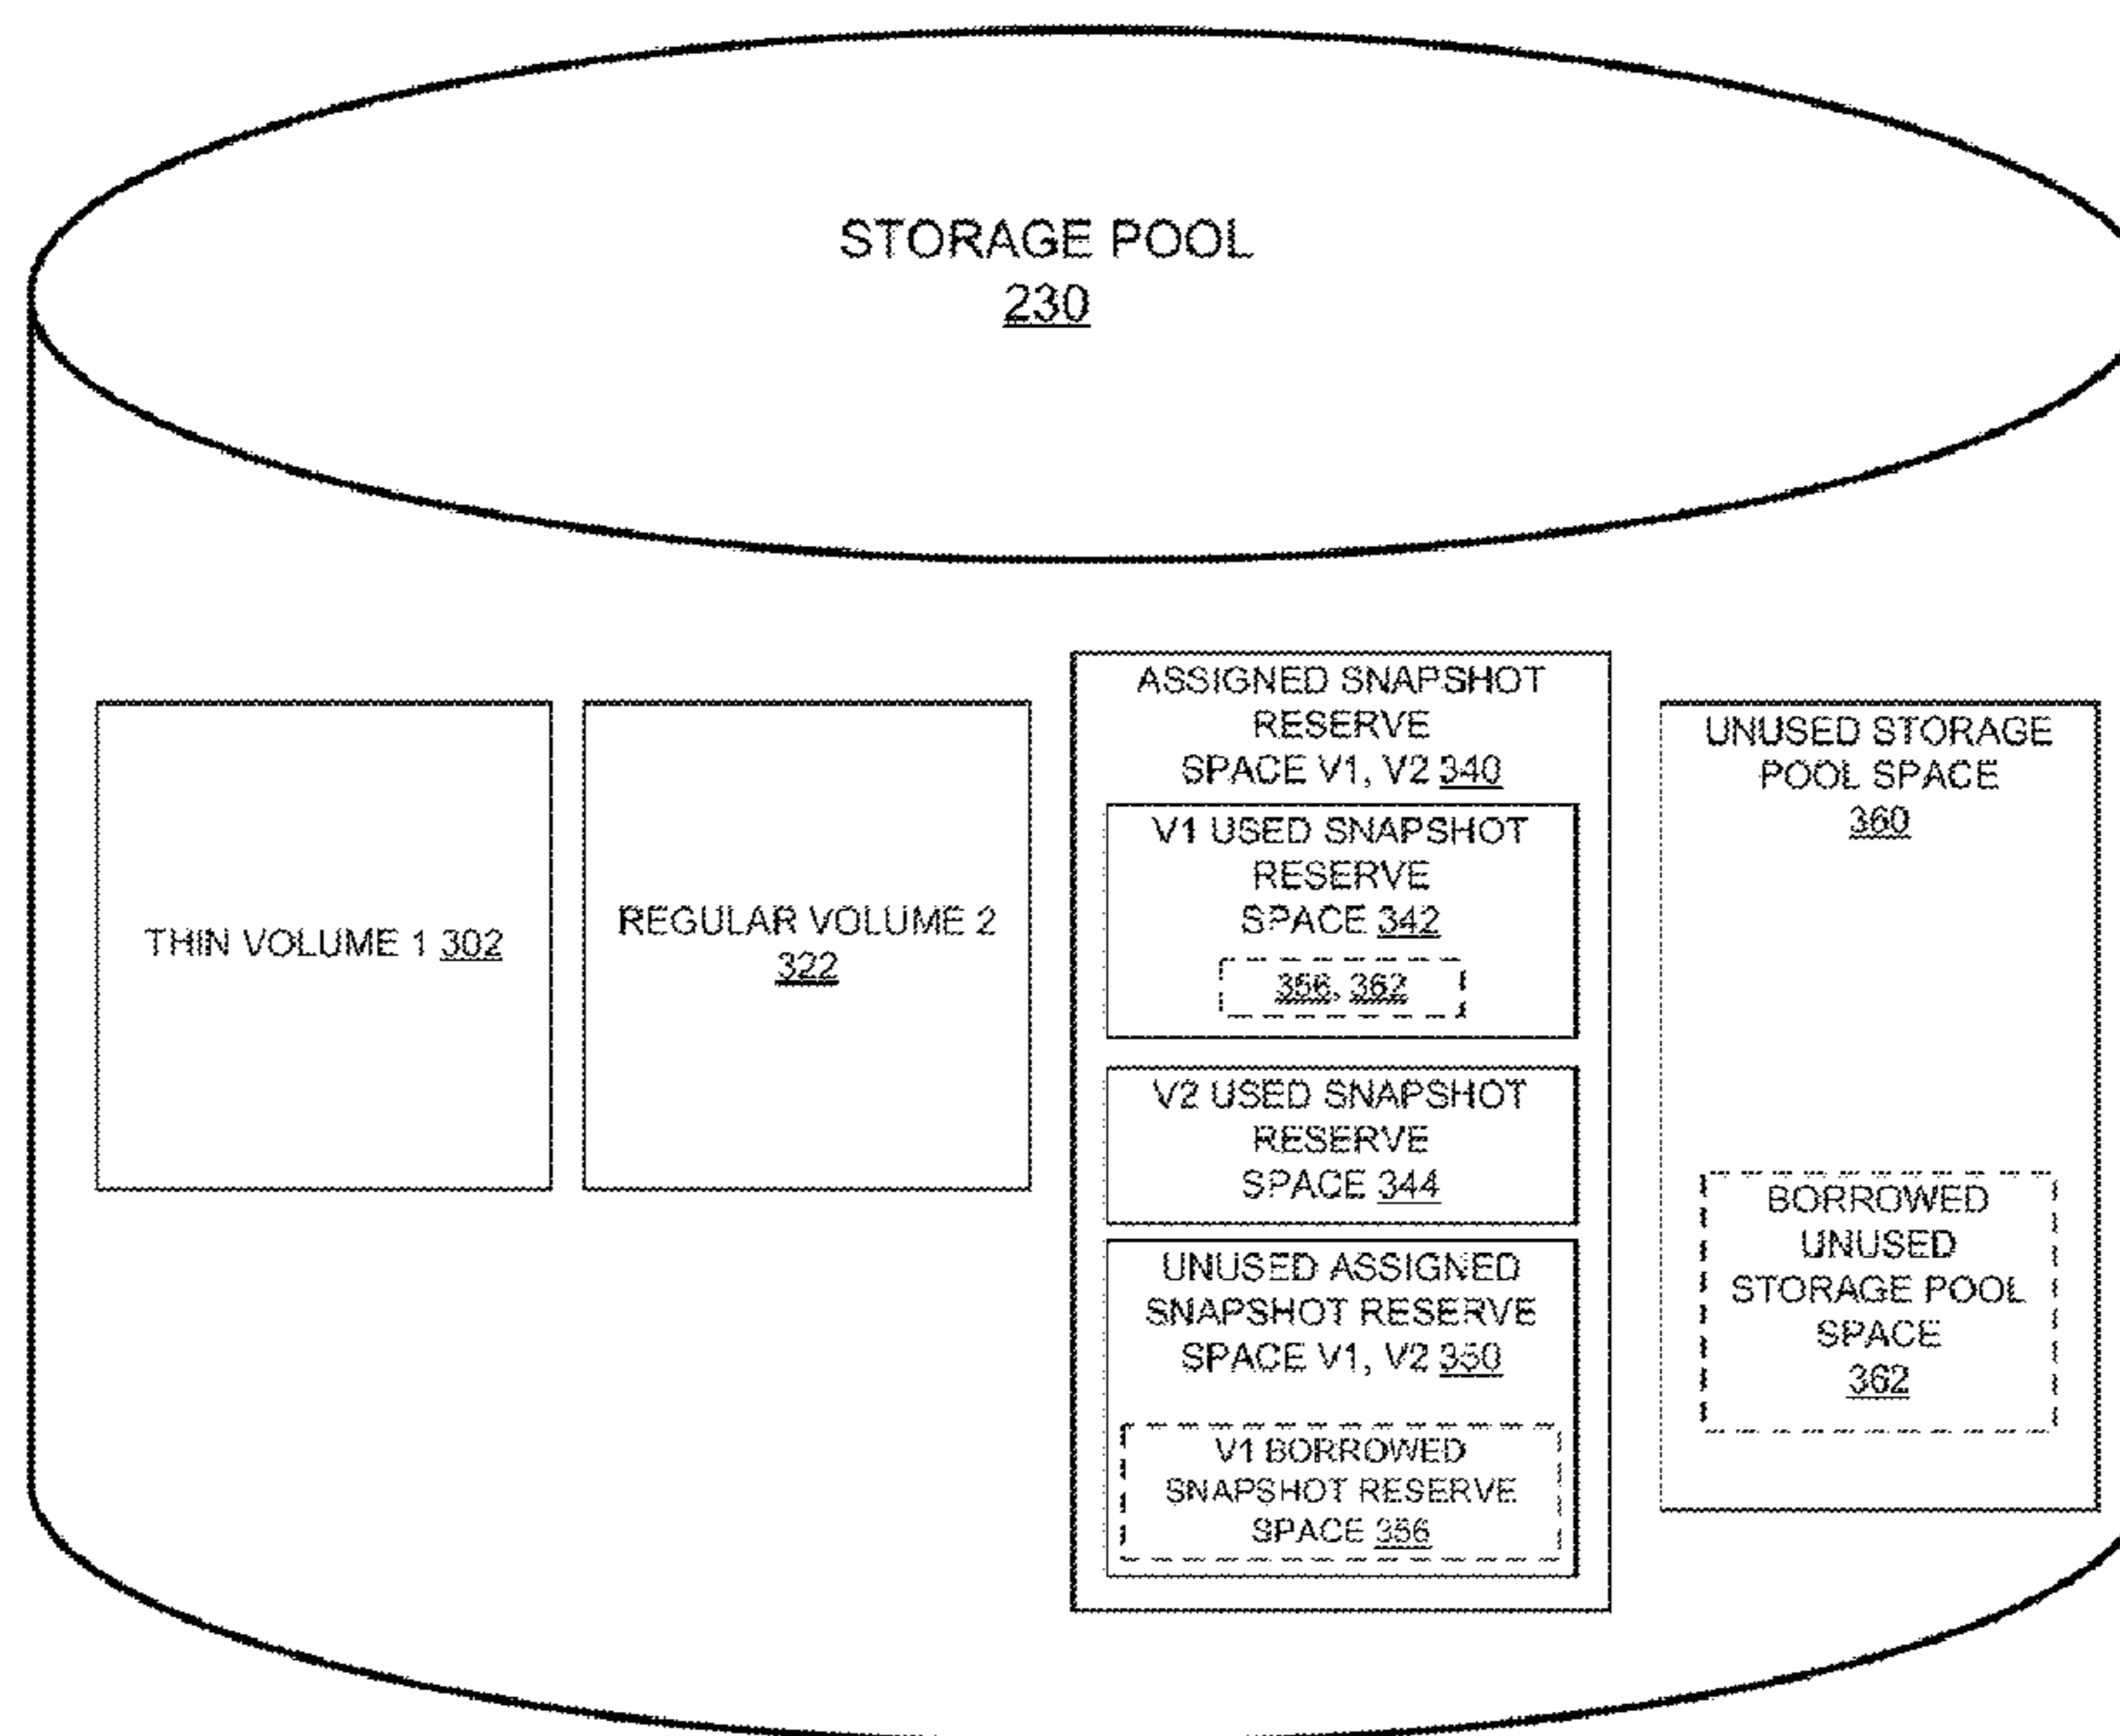 STORAGE POOL
230
THIN VOLUME 1 302
REGULAR VOLUME 2
322
ASSIGNED SNAPSHOT
RESERVE
SPACE V1, V2 340
V1 USED SNAPSHOT
RESERVE
SPACE 342
356, 362
V2 USED SNAPSHOT
RESERVE
SPACE 344
UNUSED ASSIGNED
SNAPSHOT RESERVE
SPACE V1, V2 350
V1 BORROWED
SNAPSHOT RESERVE
SPACE 356
UNUSED STORAGE
POOL SPACE
360
BORROWED
UNUSED
STORAGE POOL
SPACE
362